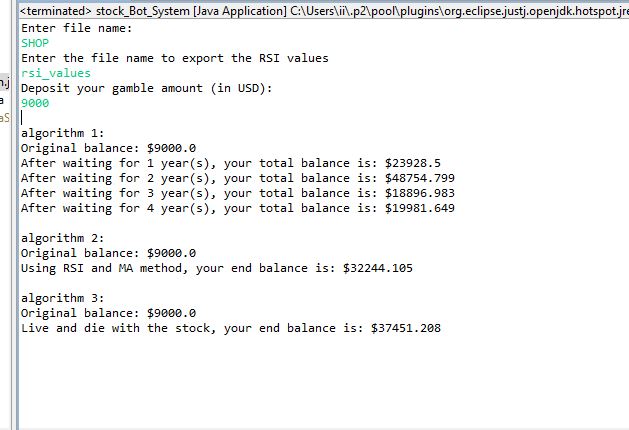 <terminated> stock_Bot_System [Java Application] C:\Users\ii\.p2\pool\plugins\org.eclipse.justj.openjdk.hotspot.jre
Enter file name:
SHOP
Enter the file name to export the RSI values
rsi_values
Deposit your gamble amount (in USD):
9000
algorithm 1:
Original balance: $9000.0
After waiting for 1 year(s), your total balance is: $23928.5
After waiting for 2 year(s), your total balance is: $48754.799
After waiting for 3 year(s), your total balance is: $18896.983
After waiting for 4 year(s), your total balance is: $19981.649
algorithm 2:
Original balance: $9000.0
Using RSI and MA method, your end balance is: $32244.105
algorithm 3:
Original balance: $9000.0
Live and die with the stock, your end balance is: $37451.208